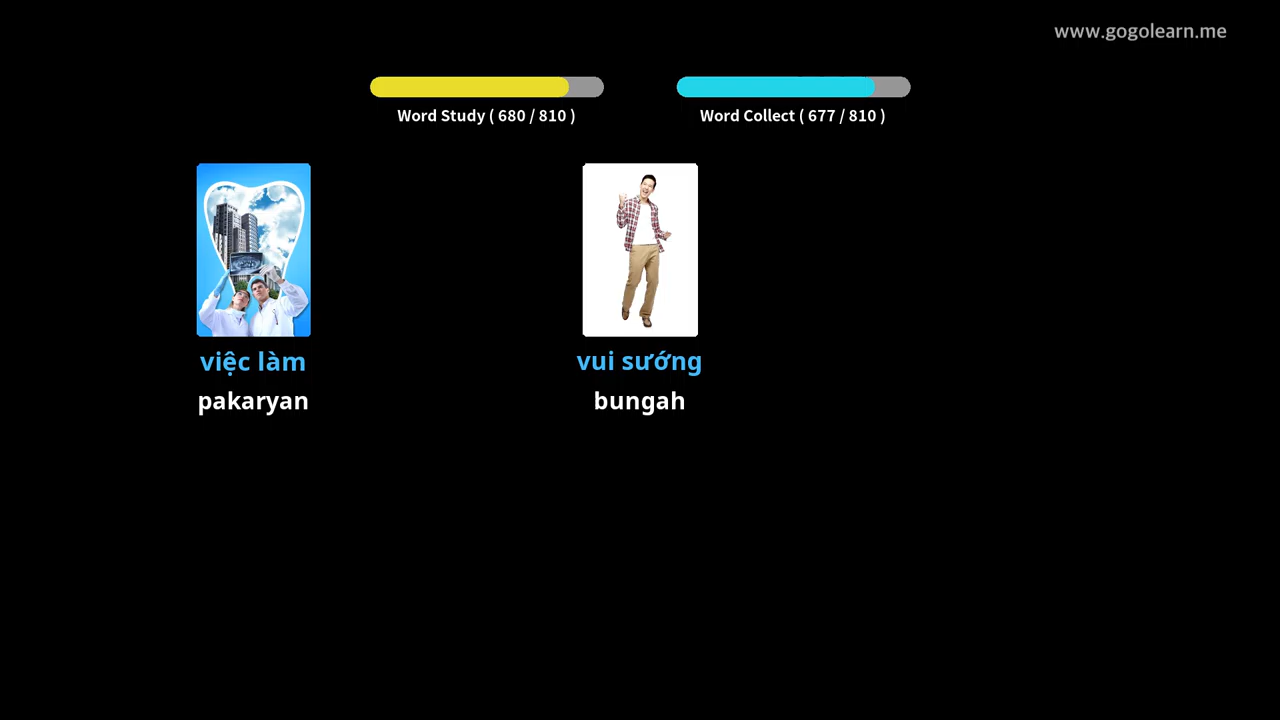 www.gogolearn.me
Word Study ( 680 / 810 )
Word Collect ( 677 / 810 )
việc làm
vui sướng
pakaryan
bungah